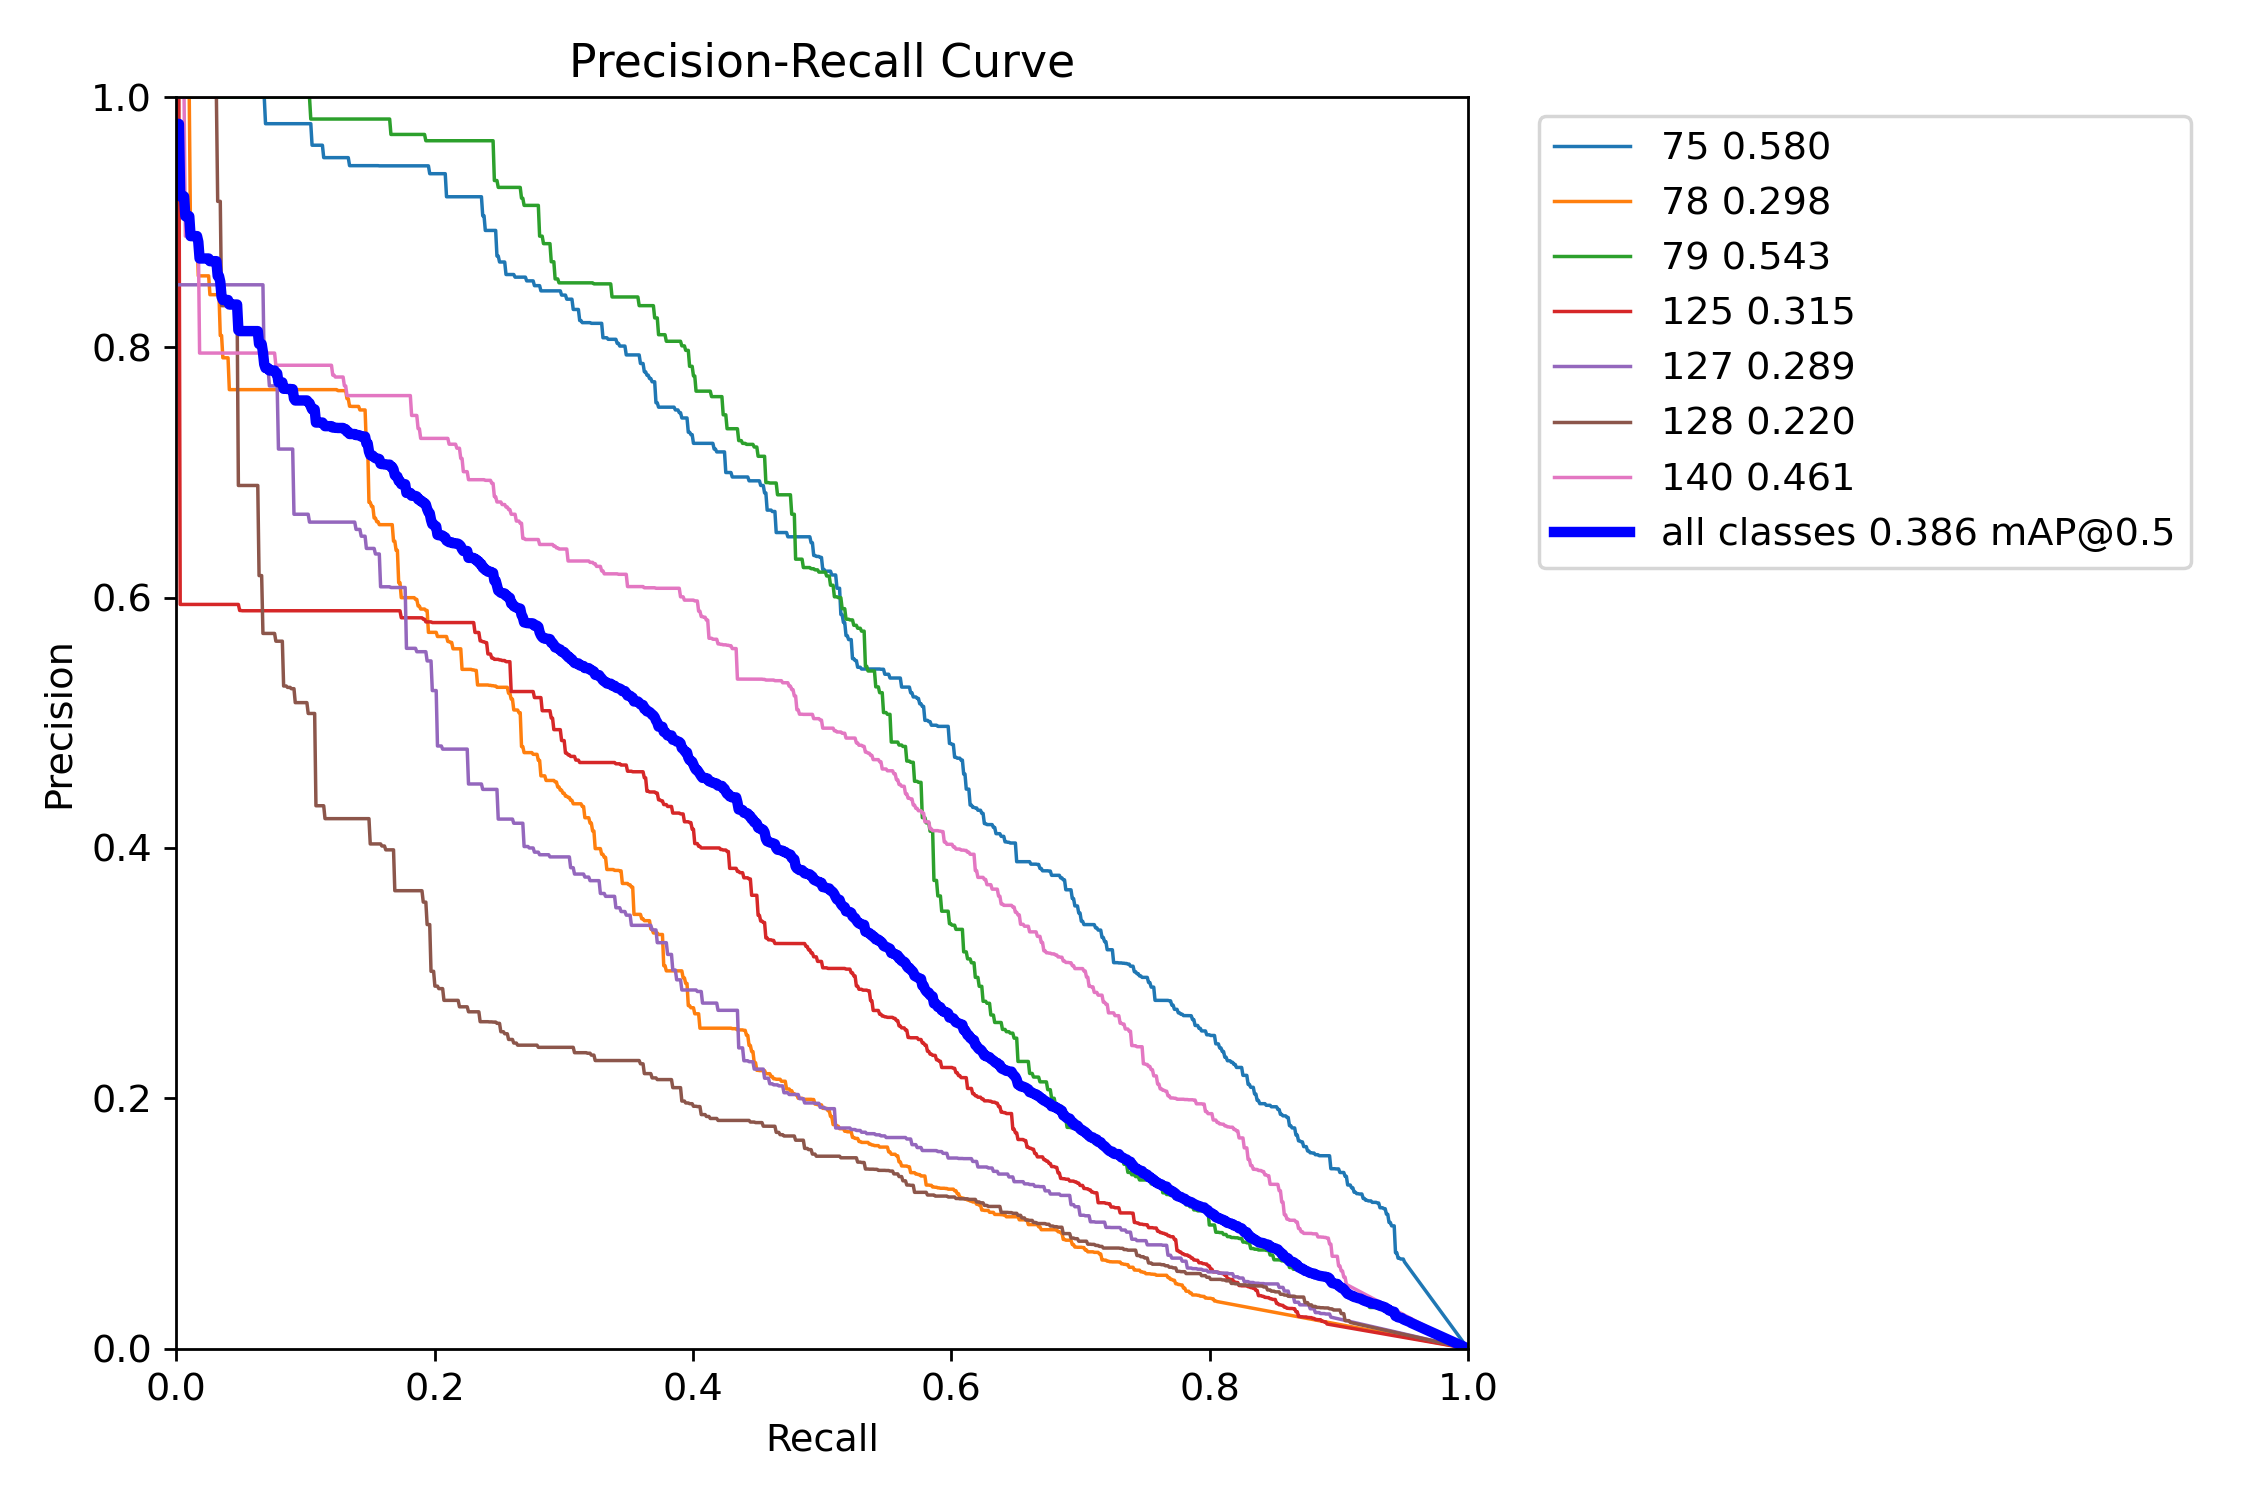 Precision-Recall Curve
1.0
0.8
0.6
0.4
0.2
0.0
Precision
0.0 0.2 0.4 0.6 0.8 1.0
Recall
75 0.580
78 0.298
79 0.543
125 0.315
127 0.289
128 0.220
140 0.461
all classes 0.386 mAP@0.5